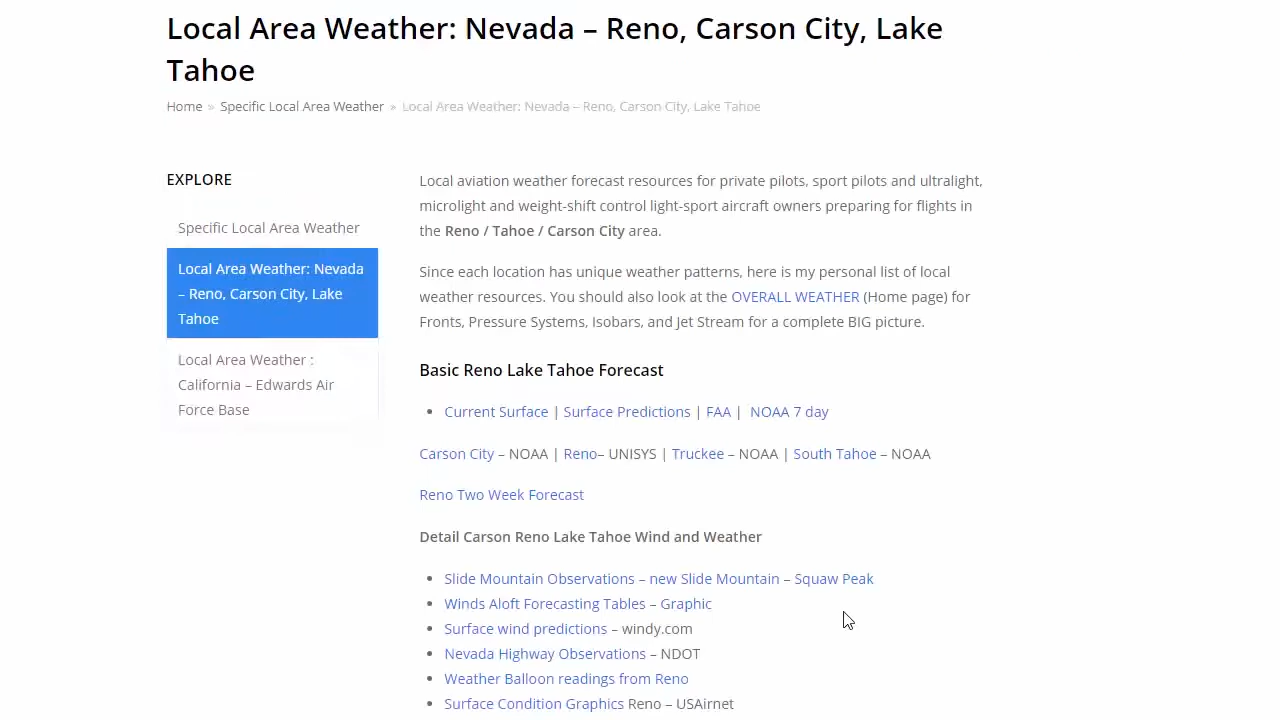 Local Area Weather: Nevada – Reno, Carson City, Lake
Tahoe
Home » Specific Local Area Weather » Local Area Weather: Nevada – Reno, Carson City, Lake Tahoe
EXPLORE
Specific Local Area Weather
Local Area Weather: Nevada
– Reno, Carson City, Lake
Tahoe
Local Area Weather :
California – Edwards Air
Force Base
Local aviation weather forecast resources for private pilots, sport pilots and ultralight,
microlight and weight-shift control light-sport aircraft owners preparing for flights in
the Reno / Tahoe / Carson City area.
Since each location has unique weather patterns, here is my personal list of local
weather resources. You should also look at the OVERALL WEATHER (Home page) for
Fronts, Pressure Systems, Isobars, and Jet Stream for a complete BIG picture.
Basic Reno Lake Tahoe Forecast
• Current Surface | Surface Predictions | FAA | NOAA 7 day
Carson City – NOAA | Reno– UNISYS | Truckee – NOAA | South Tahoe – NOAA
Reno Two Week Forecast
Detail Carson Reno Lake Tahoe Wind and Weather
• Slide Mountain Observations – new Slide Mountain – Squaw Peak
• Winds Aloft Forecasting Tables – Graphic
• Surface wind predictions – windy.com
• Nevada Highway Observations – NDOT
• Weather Balloon readings from Reno
• Surface Condition Graphics Reno – USAirnet